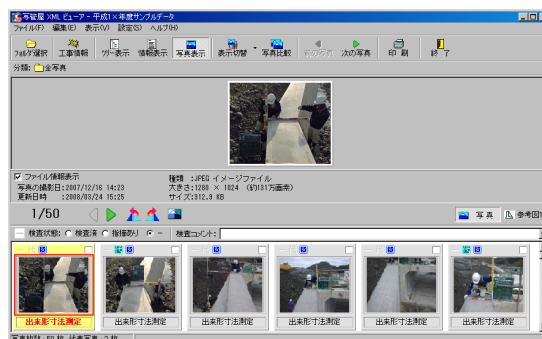 写管屋 XML ビューア - 平成1×年度サンプルデータ
ファイル(F) 編集(E) 表示(V) 設定(S) ヘルプ(H)
フォルダ選択 工事情報 ツリー表示 情報表示 写真表示 表示切替 写真比較 前の写真 次の写真 印刷 終了
分類: 全写真
ファイル情報表示
写真の撮影日:2007/12/16 14:23
更新日時 :2008/03/24 15:25
種類 :JPEG イメージファイル
大きさ:1280 × 1024 (約131万画素)
サイズ:312.9 KB
1/50
写真 参考図
検査状態: 検査済 指摘あり - 検査コメント:
出来形寸法測定 出来形寸法測定 出来形寸法測定 出来形寸法測定 出来形寸法測定 出来形寸法測定